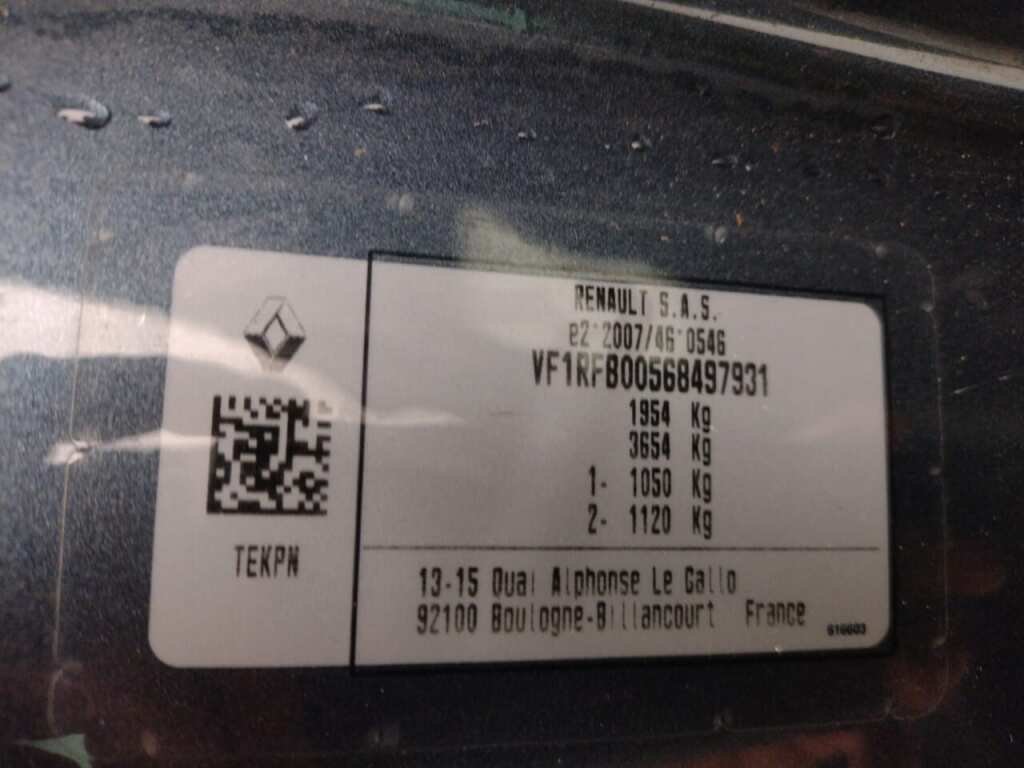 RENAULT S.A.S.
e2*2007/46*0546
VF1RFB00568497931
1954 Kg
3654 Kg
1- 1050 Kg
2- 1120 Kg
TEKPN
13-15 Quai Alphonse Le Gallo
92100 Boulogne-Billancourt France
616603